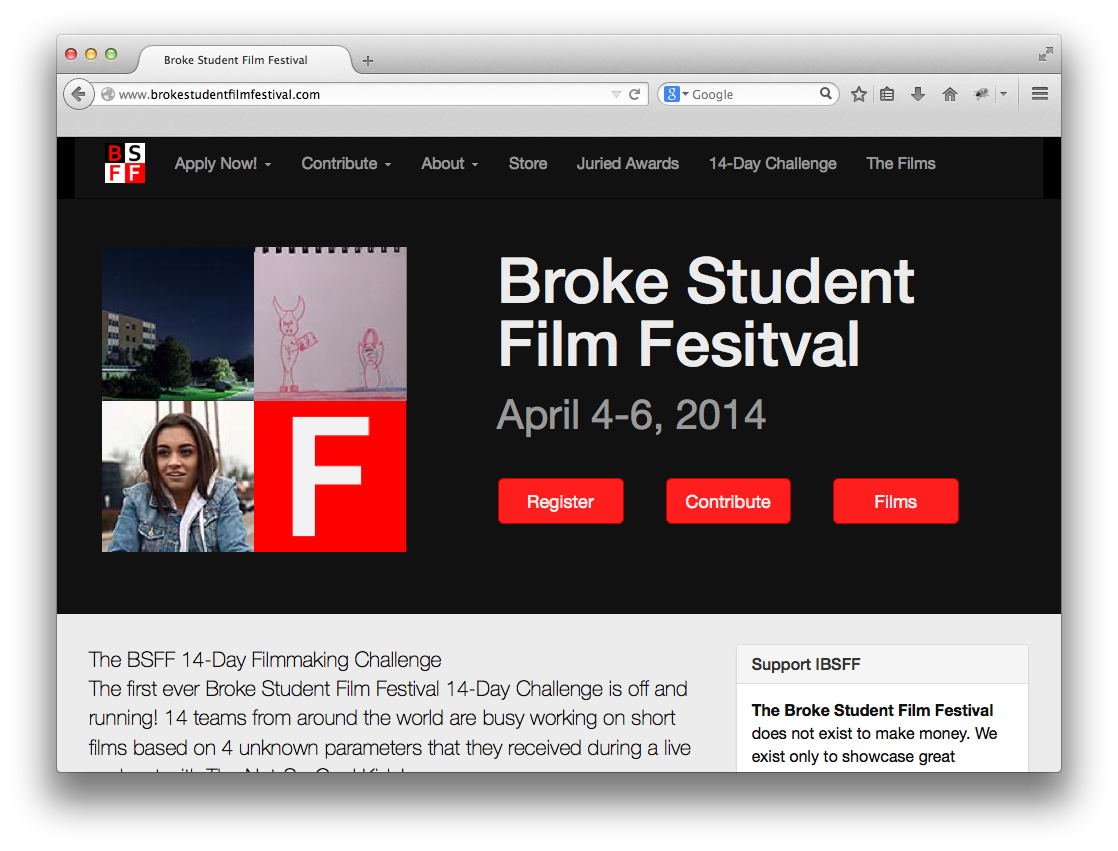 Broke Student Film Festival
www.brokestudentfilmfestival.com
Google
BS
FF
Apply Now!
Contribute
About
Store
Juried Awards
14-Day Challenge
The Films
F
Broke Student
Film Fesitval
April 4-6, 2014
Register
Contribute
Films
The BSFF 14-Day Filmmaking Challenge
The first ever Broke Student Film Festival 14-Day Challenge is off and
running! 14 teams from around the world are busy working on short
films based on 4 unknown parameters that they received during a live
Support IBSFF
The Broke Student Film Festival
does not exist to make money. We
exist only to showcase great